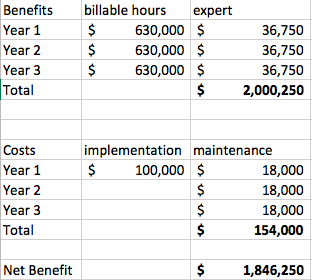 Benefits billable hours expert
Year 1 $ 630,000 $ 36,750
Year 2 $ 630,000 $ 36,750
Year 3 $ 630,000 $ 36,750
Total $ 2,000,250
Costs implementation maintenance
Year 1 $ 100,000 $ 18,000
Year 2 $ 18,000
Year 3 $ 18,000
Total $ 154,000
Net Benefit $ 1,846,250